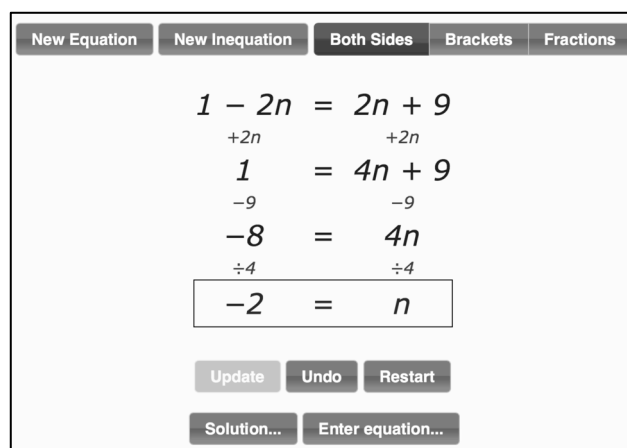 New Equation New Inequation Both Sides Brackets Fractions
1 − 2n = 2n + 9
+2n +2n
1 = 4n + 9
−9 −9
−8 = 4n
÷4 ÷4
−2 = n
Update Undo Restart
Solution... Enter equation...